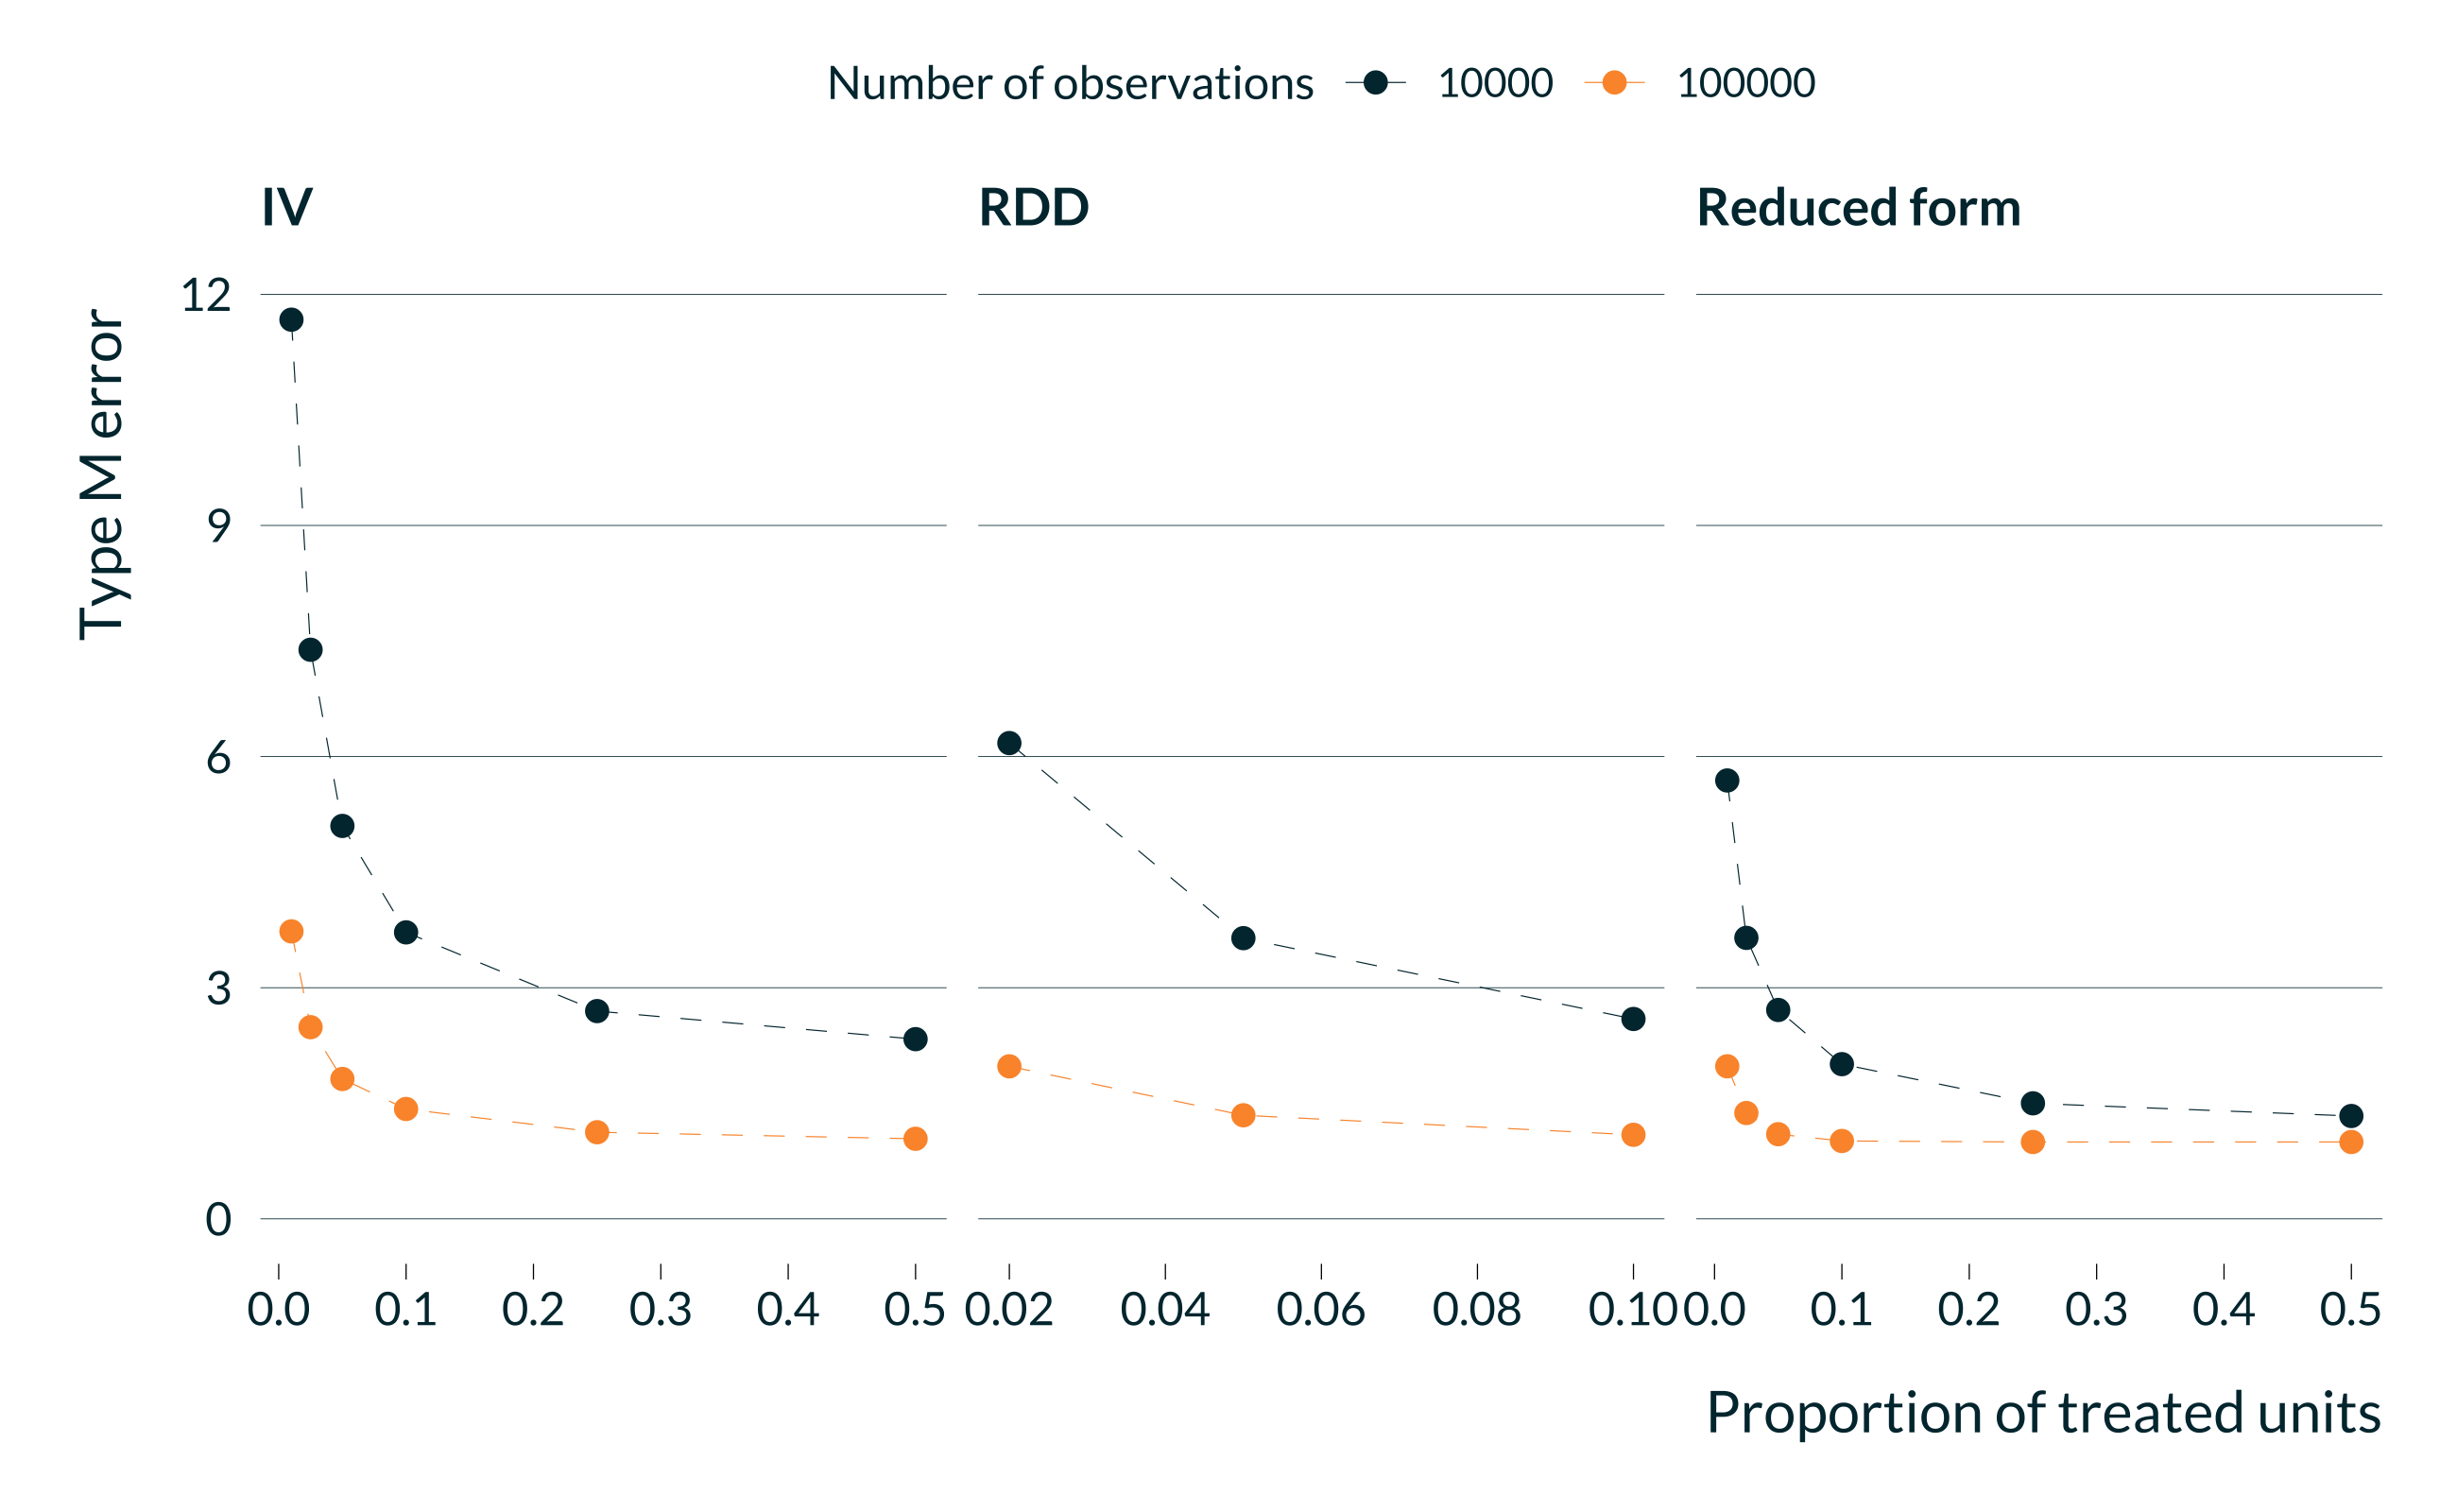 Number of observations 10000 100000
IV RDD Reduced form
Type M error
12
9
6
3
0
0.0 0.1 0.2 0.3 0.4 0.5 0.02 0.04 0.06 0.08 0.10 0.0 0.1 0.2 0.3 0.4 0.5
Proportion of treated units